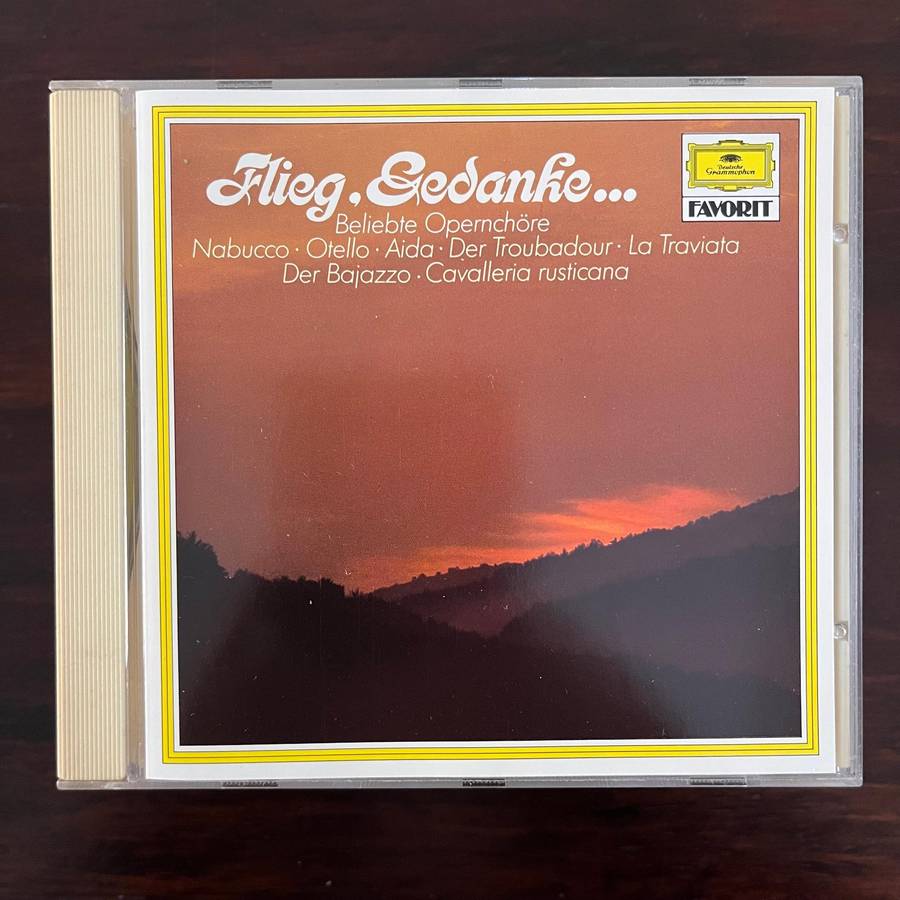 Flieg, Gedanke...
Beliebte Opernchöre
Nabucco · Otello · Aida · Der Troubadour · La Traviata
Der Bajazzo · Cavalleria rusticana
Deutsche
Grammophon
FAVORIT